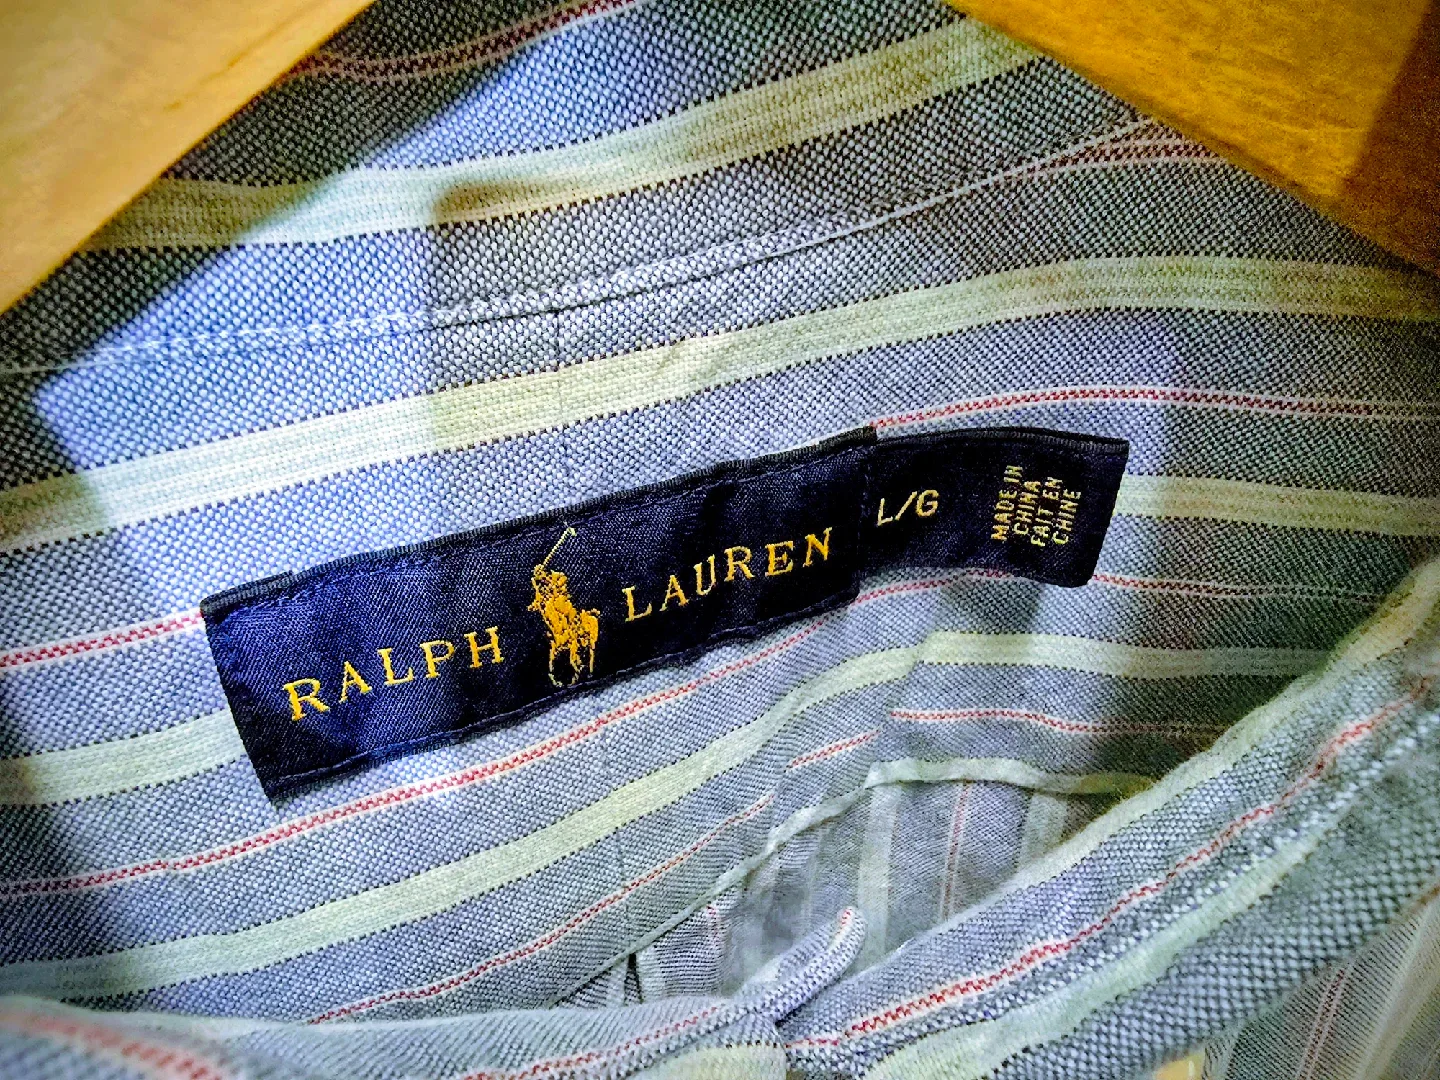 RALPH LAUREN
L/G
MADE IN
CHINA
FAIT EN
CHINE